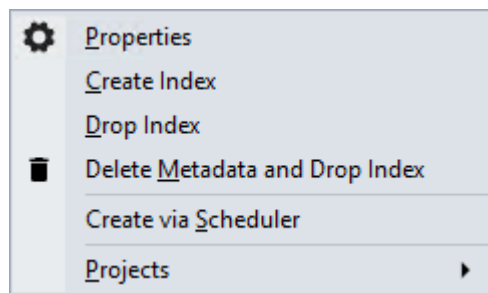 Properties
Create Index
Drop Index
Delete Metadata and Drop Index
Create via Scheduler
Projects